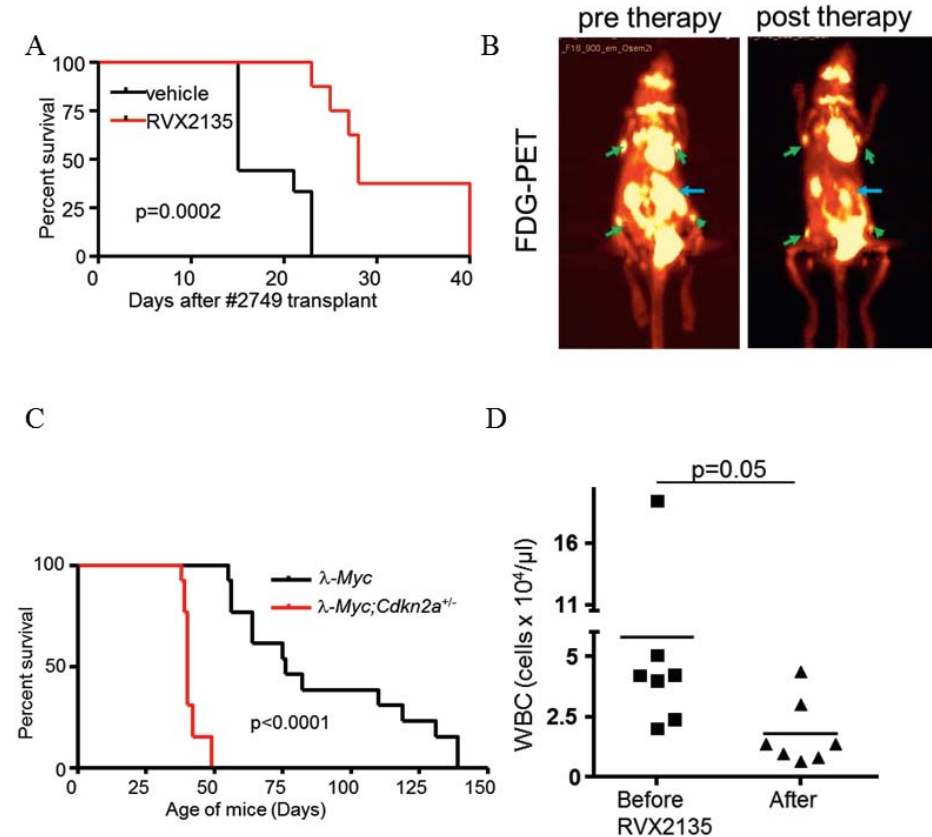 A
100
75
50
25
0
Percent survival
vehicle
RVX2135
p=0.0002
0 10 20 30 40
Days after #2749 transplant
B
pre therapy post therapy
_F18_900_em_Osem2
FDG-PET
C
100
50
0
Percent survival
λ-Myc
λ-Myc;Cdkn2a+/-
p<0.0001
0 25 50 75 100 125 150
Age of mice (Days)
D
p=0.05
16
11
5
2.5
0
WBC (cells x 10⁴/μl)
Before After
RVX2135